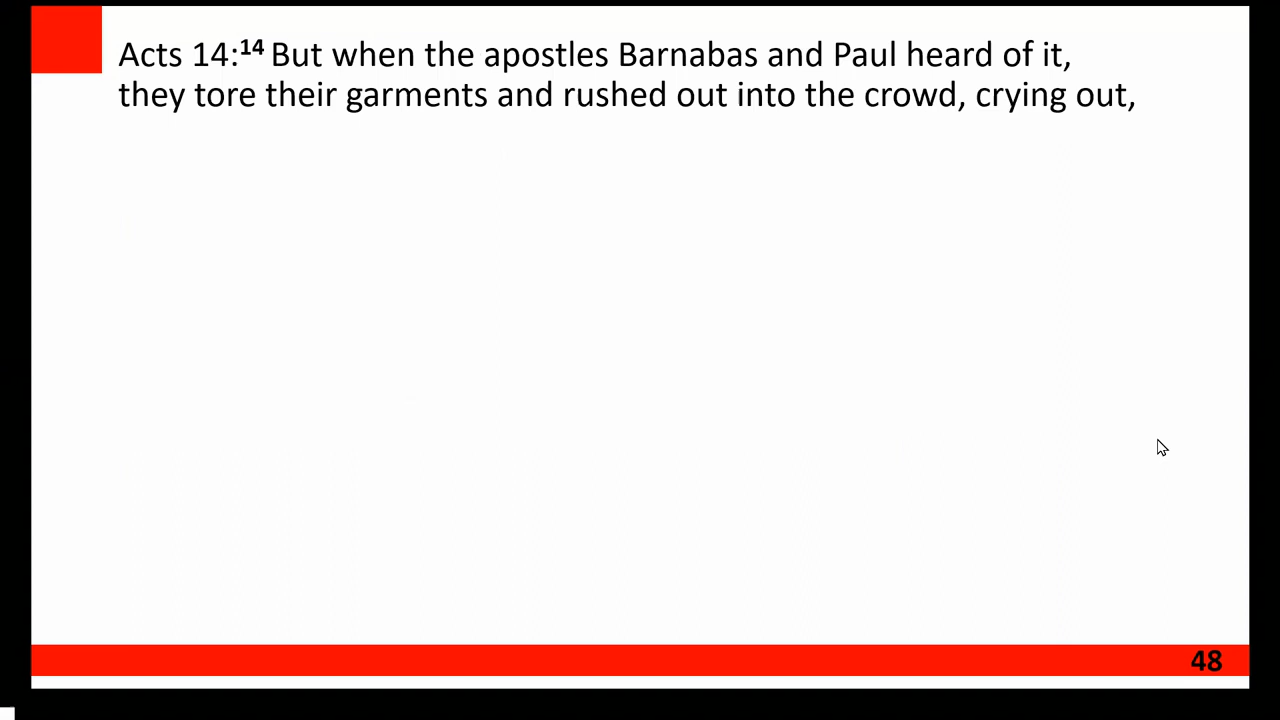 Acts 14:14 But when the apostles Barnabas and Paul heard of it,
they tore their garments and rushed out into the crowd, crying out,
48